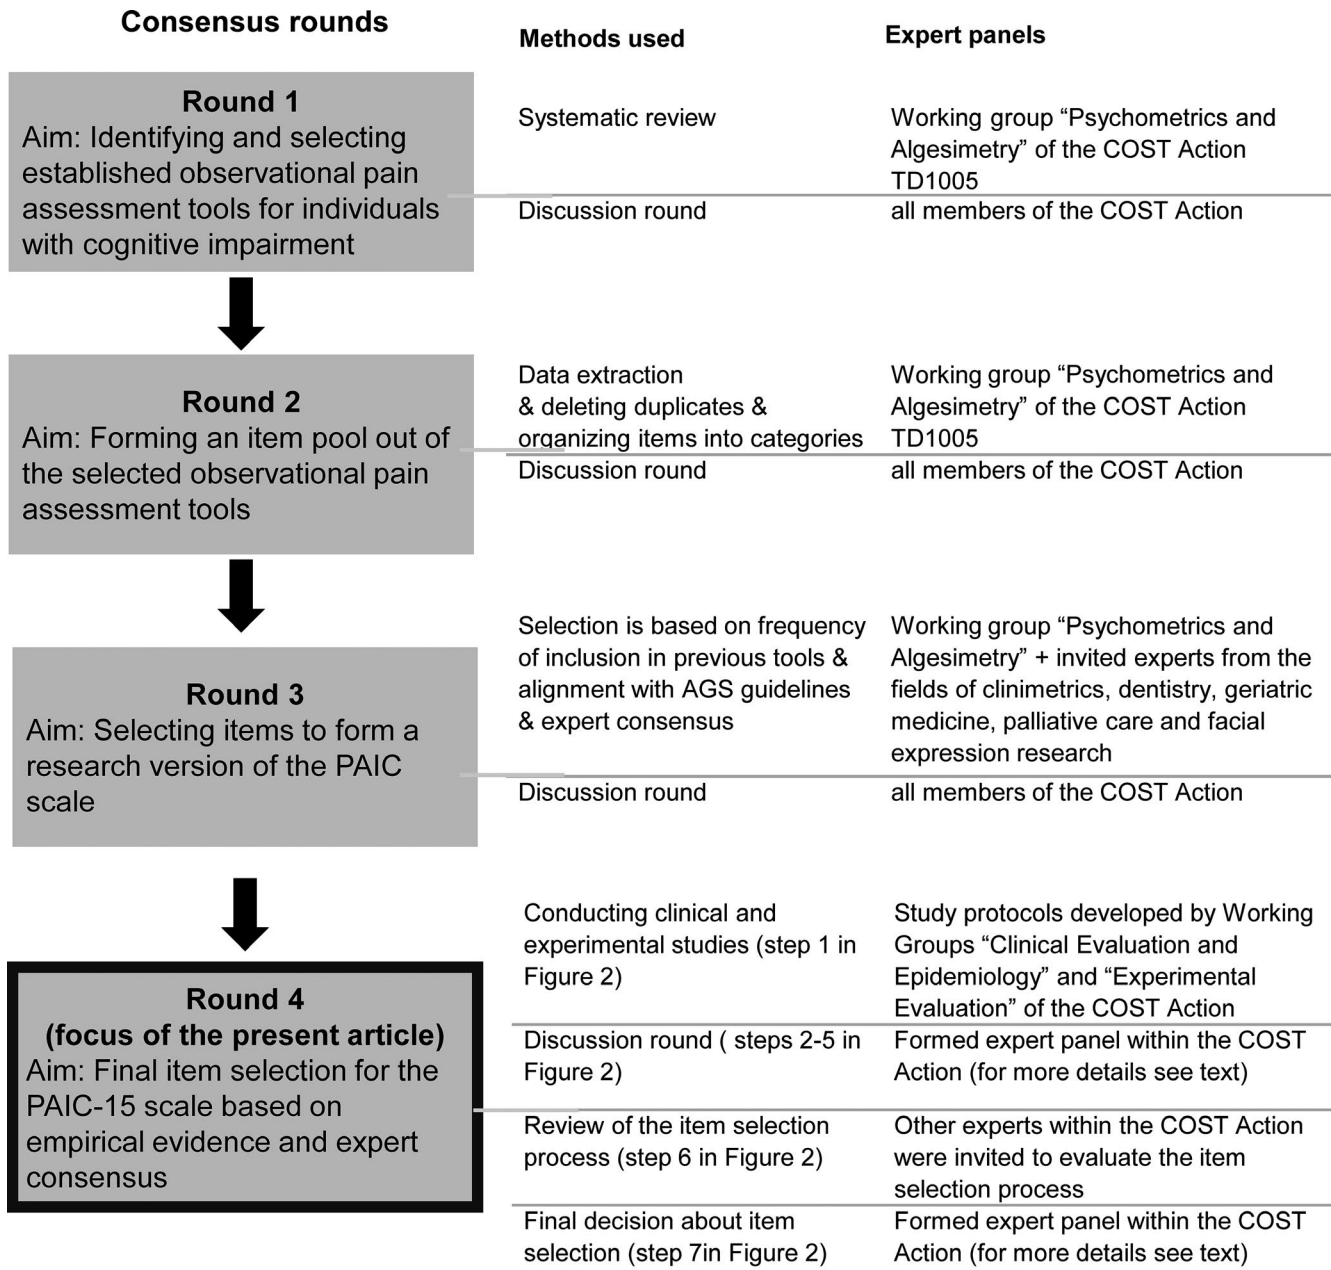 Consensus rounds
Methods used
Expert panels
Round 1
Aim: Identifying and selecting
established observational pain
assessment tools for individuals
with cognitive impairment
Systematic review
Working group “Psychometrics and
Algesimetry” of the COST Action
TD1005
Discussion round
all members of the COST Action
Round 2
Aim: Forming an item pool out of
the selected observational pain
assessment tools
Data extraction
& deleting duplicates &
organizing items into categories
Working group “Psychometrics and
Algesimetry” of the COST Action
TD1005
Discussion round
all members of the COST Action
Round 3
Aim: Selecting items to form a
research version of the PAIC
scale
Selection is based on frequency
of inclusion in previous tools &
alignment with AGS guidelines
& expert consensus
Working group “Psychometrics and
Algesimetry” + invited experts from the
fields of clinimetrics, dentistry, geriatric
medicine, palliative care and facial
expression research
Discussion round
all members of the COST Action
Round 4
(focus of the present article)
Aim: Final item selection for the
PAIC-15 scale based on
empirical evidence and expert
consensus
Conducting clinical and
experimental studies (step 1 in
Figure 2)
Study protocols developed by Working
Groups “Clinical Evaluation and
Epidemiology” and “Experimental
Evaluation” of the COST Action
Discussion round ( steps 2-5 in
Figure 2)
Formed expert panel within the COST
Action (for more details see text)
Review of the item selection
process (step 6 in Figure 2)
Other experts within the COST Action
were invited to evaluate the item
selection process
Final decision about item
selection (step 7in Figure 2)
Formed expert panel within the COST
Action (for more details see text)